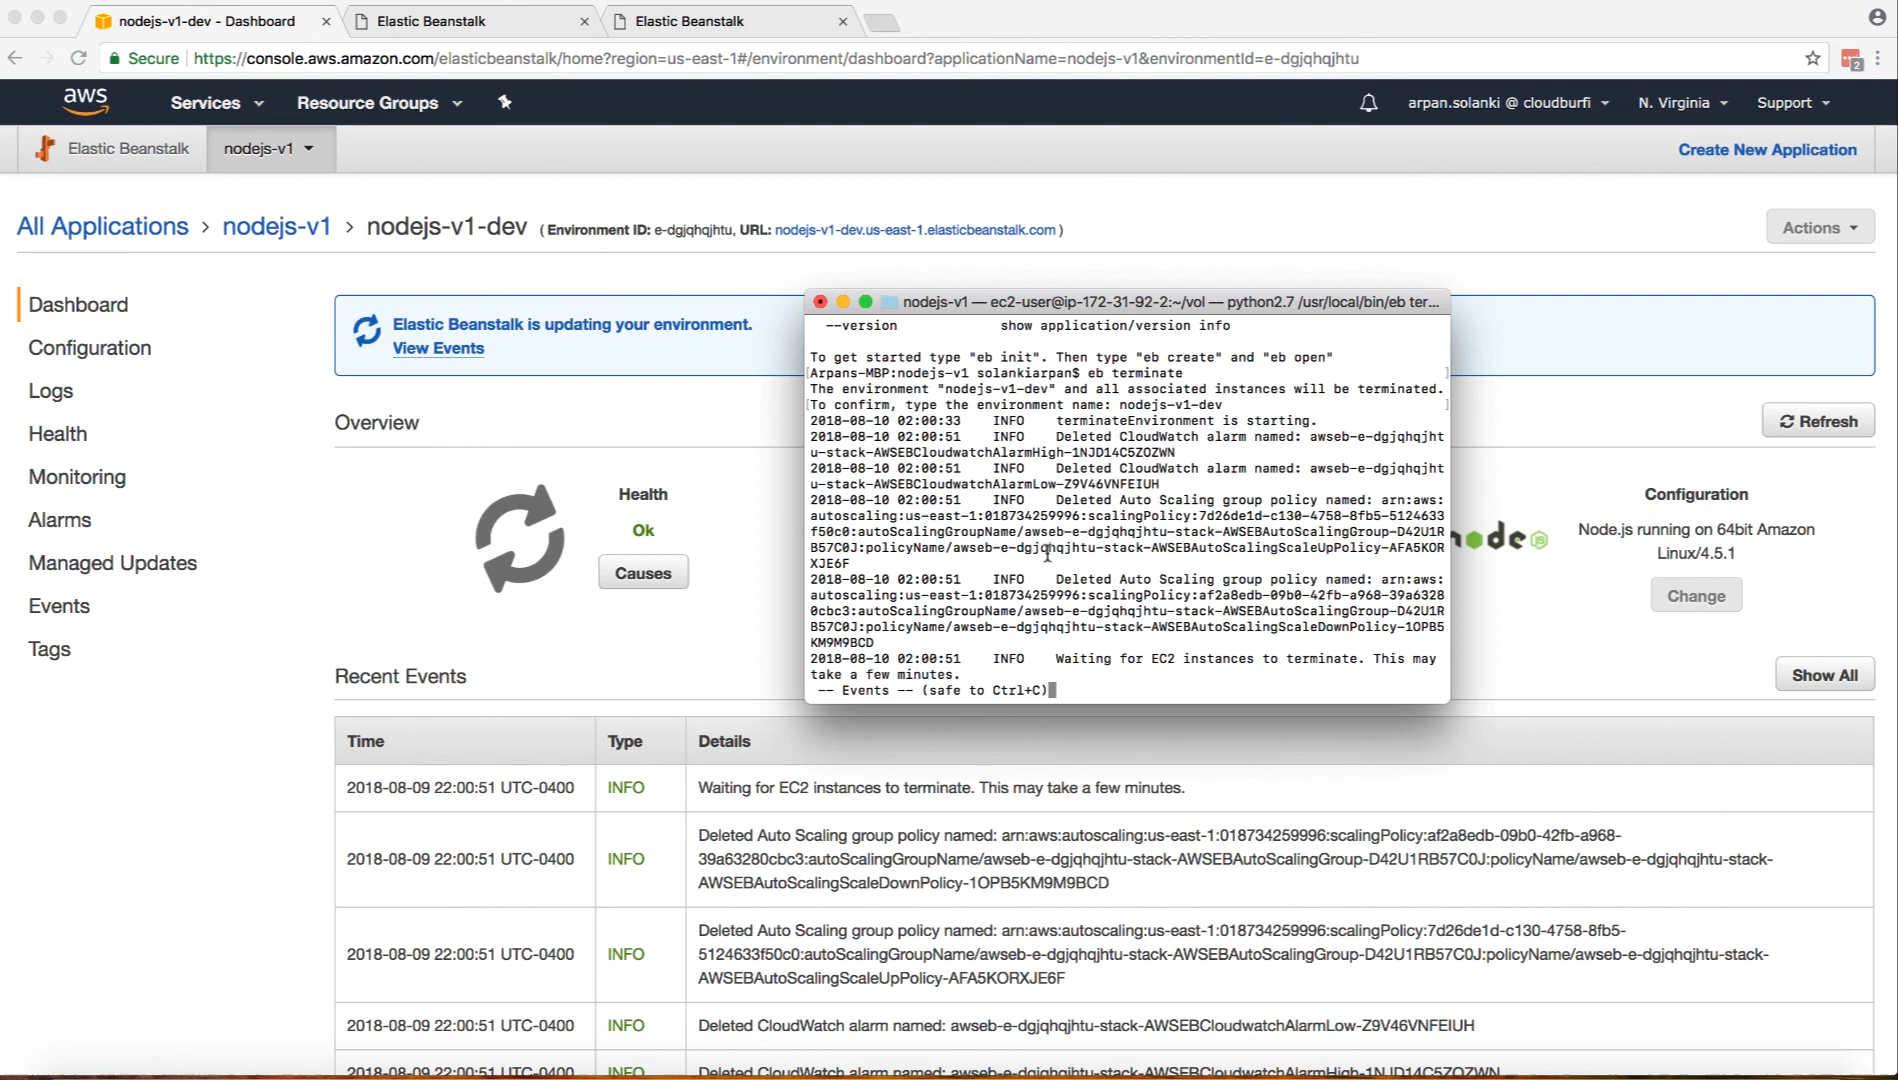 nodejs-v1-dev - Dashboard
Elastic Beanstalk
Elastic Beanstalk
Secure
https://console.aws.amazon.com/elasticbeanstalk/home?region=us-east-1#/environment/dashboard?applicationName=nodejs-v1&environmentId=e-dgjqhqjhtu
2
aws
Services
Resource Groups
arpan.solanki @ cloudburfi
N. Virginia
Support
Elastic Beanstalk
nodejs-v1
Create New Application
All Applications > nodejs-v1 > nodejs-v1-dev ( Environment ID: e-dgjqhqjhtu, URL: nodejs-v1-dev.us-east-1.elasticbeanstalk.com )
Actions
Dashboard
Configuration
Logs
Health
Monitoring
Alarms
Managed Updates
Events
Tags
Elastic Beanstalk is updating your environment.
View Events
Overview
Refresh
Health
Ok
Causes
nodejs-v1 — ec2-user@ip-172-31-92-2:~/vol — python2.7 /usr/local/bin/eb ter...
--version show application/version info
To get started type "eb init". Then type "eb create" and "eb open"
[Arpans-MBP:nodejs-v1 solankiarpan$ eb terminate ]
The environment "nodejs-v1-dev" and all associated instances will be terminated.
[To confirm, type the environment name: nodejs-v1-dev ]
2018-08-10 02:00:33 INFO terminateEnvironment is starting.
2018-08-10 02:00:51 INFO Deleted CloudWatch alarm named: awseb-e-dgjqhqjht
u-stack-AWSEBCloudwatchAlarmHigh-1NJD14C5ZOZWN
2018-08-10 02:00:51 INFO Deleted CloudWatch alarm named: awseb-e-dgjqhqjht
u-stack-AWSEBCloudwatchAlarmLow-Z9V46VNFEIUH
2018-08-10 02:00:51 INFO Deleted Auto Scaling group policy named: arn:aws:
autoscaling:us-east-1:018734259996:scalingPolicy:7d26de1d-c130-4758-8fb5-5124633
f50c0:autoScalingGroupName/awseb-e-dgjqhqjhtu-stack-AWSEBAutoScalingGroup-D42U1R
B57C0J:policyName/awseb-e-dgjqhqjhtu-stack-AWSEBAutoScalingScaleUpPolicy-AFA5KOR
XJE6F
2018-08-10 02:00:51 INFO Deleted Auto Scaling group policy named: arn:aws:
autoscaling:us-east-1:018734259996:scalingPolicy:af2a8edb-09b0-42fb-a968-39a6328
0cbc3:autoScalingGroupName/awseb-e-dgjqhqjhtu-stack-AWSEBAutoScalingGroup-D42U1R
B57C0J:policyName/awseb-e-dgjqhqjhtu-stack-AWSEBAutoScalingScaleDownPolicy-1OPB5
KM9M9BCD
2018-08-10 02:00:51 INFO Waiting for EC2 instances to terminate. This may
take a few minutes.
-- Events -- (safe to Ctrl+C)
node JS
Configuration
Node.js running on 64bit Amazon
Linux/4.5.1
Change
Recent Events
Show All
Time Type Details
2018-08-09 22:00:51 UTC-0400 INFO Waiting for EC2 instances to terminate. This may take a few minutes.
Deleted Auto Scaling group policy named: arn:aws:autoscaling:us-east-1:018734259996:scalingPolicy:af2a8edb-09b0-42fb-a968-
2018-08-09 22:00:51 UTC-0400 INFO 39a63280cbc3:autoScalingGroupName/awseb-e-dgjqhqjhtu-stack-AWSEBAutoScalingGroup-D42U1RB57C0J:policyName/awseb-e-dgjqhqjhtu-stack-
AWSEBAutoScalingScaleDownPolicy-1OPB5KM9M9BCD
Deleted Auto Scaling group policy named: arn:aws:autoscaling:us-east-1:018734259996:scalingPolicy:7d26de1d-c130-4758-8fb5-
2018-08-09 22:00:51 UTC-0400 INFO 5124633f50c0:autoScalingGroupName/awseb-e-dgjqhqjhtu-stack-AWSEBAutoScalingGroup-D42U1RB57C0J:policyName/awseb-e-dgjqhqjhtu-stack-
AWSEBAutoScalingScaleUpPolicy-AFA5KORXJE6F
2018-08-09 22:00:51 UTC-0400 INFO Deleted CloudWatch alarm named: awseb-e-dgjqhqjhtu-stack-AWSEBCloudwatchAlarmLow-Z9V46VNFEIUH
2018-08-09 22:00:51 UTC-0400 INFO Deleted CloudWatch alarm named: awseb-e-dgjqhqjhtu-stack-AWSEBCloudwatchAlarmHigh-1NJD14C5ZOZWN